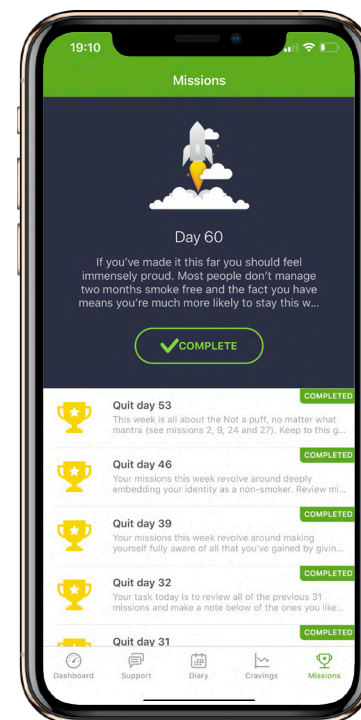 19:10
Missions
Day 60
If you've made it this far you should feel
immensely proud. Most people don't manage
two months smoke free and the fact you have
means you're much more likely to stay this w...
COMPLETE
COMPLETED
Quit day 53
This week is all about the Not a puff, no matter what
mantra (see missions 2, 9, 24 and 27). Keep to this g...
COMPLETED
Quit day 46
Your missions this week revolve around deeply
embedding your identity as a non-smoker. Review mi...
COMPLETED
Quit day 39
Your missions this week revolve around making
yourself fully aware of all that you've gained by givin...
COMPLETED
Quit day 32
Your task today is to review all of the previous 31
missions and make a note below of the ones you like...
COMPLETED
Quit day 31
Dashboard Support Diary Cravings Missions